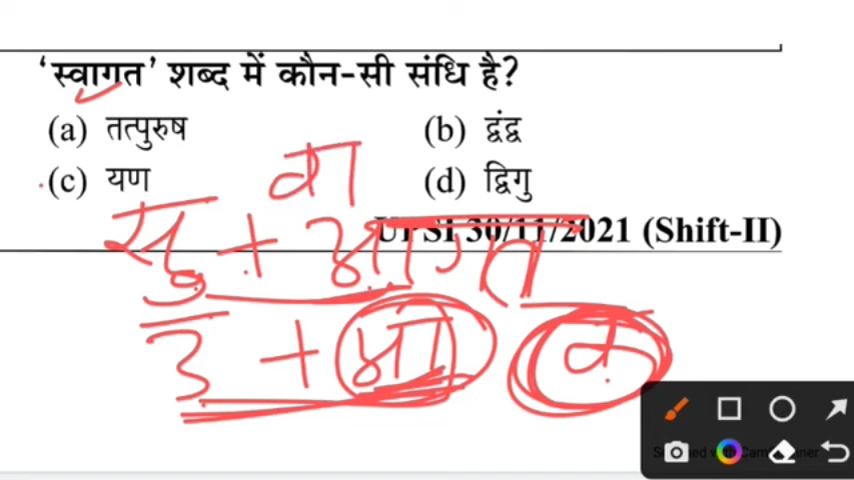 ‘स्वागत’ शब्द में कौन-सी संधि है?
(a) तत्पुरुष (b) द्वंद्व
(c) यण (d) द्विगु
वा
UPSI 30/11/2021 (Shift-II)
सु + आगत
उ + आ व